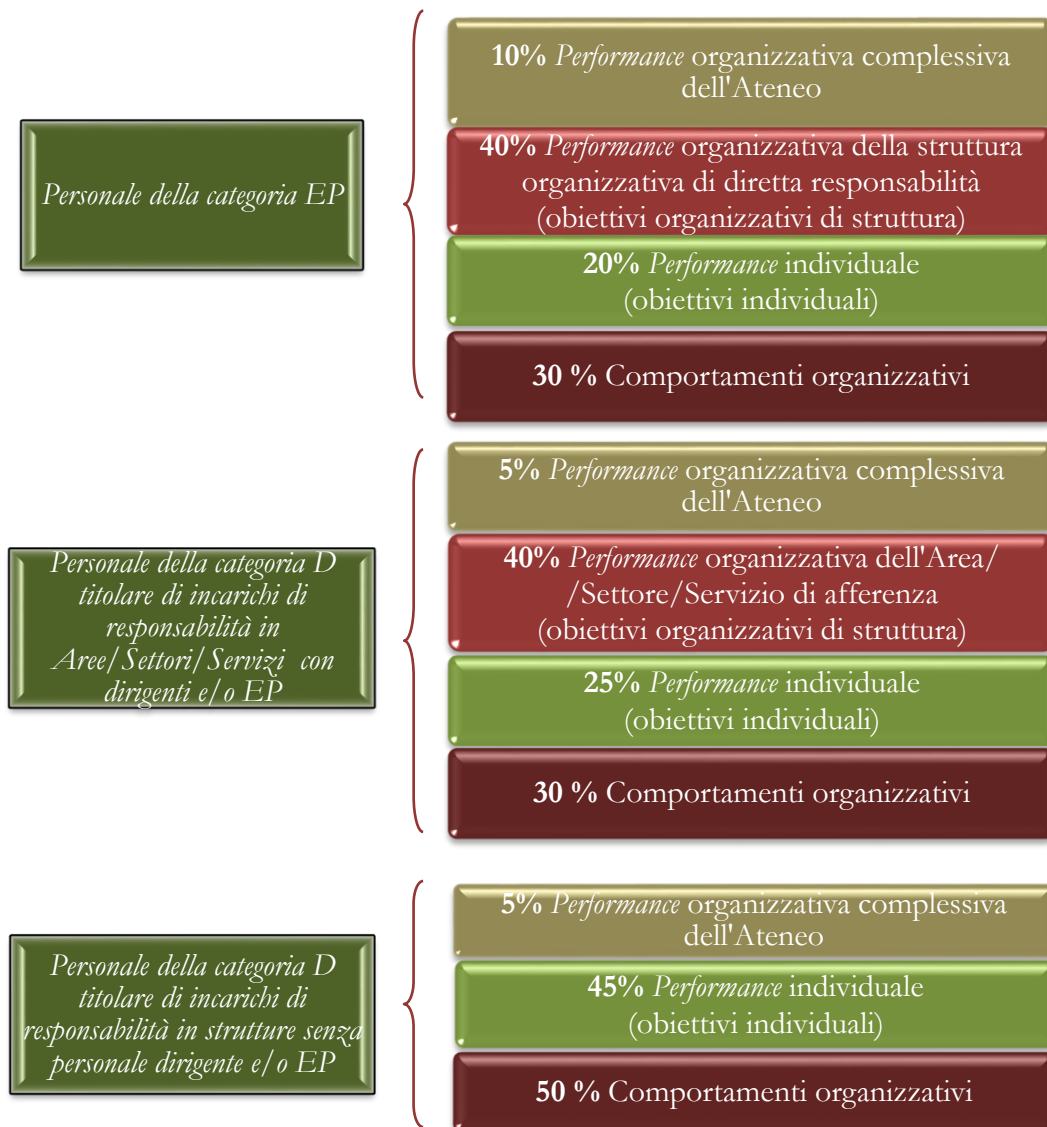 Personale della categoria EP
10% Performance organizzativa complessiva
dell'Ateneo
40% Performance organizzativa della struttura
organizzativa di diretta responsabilità
(obiettivi organizzativi di struttura)
20% Performance individuale
(obiettivi individuali)
30 % Comportamenti organizzativi
Personale della categoria D
titolare di incarichi di
responsabilità in
Aree/Settori/Servizi con
dirigenti e/o EP
5% Performance organizzativa complessiva
dell'Ateneo
40% Performance organizzativa dell'Area/
/Settore/Servizio di afferenza
(obiettivi organizzativi di struttura)
25% Performance individuale
(obiettivi individuali)
30 % Comportamenti organizzativi
Personale della categoria D
titolare di incarichi di
responsabilità in strutture senza
personale dirigente e/o EP
5% Performance organizzativa complessiva
dell'Ateneo
45% Performance individuale
(obiettivi individuali)
50 % Comportamenti organizzativi